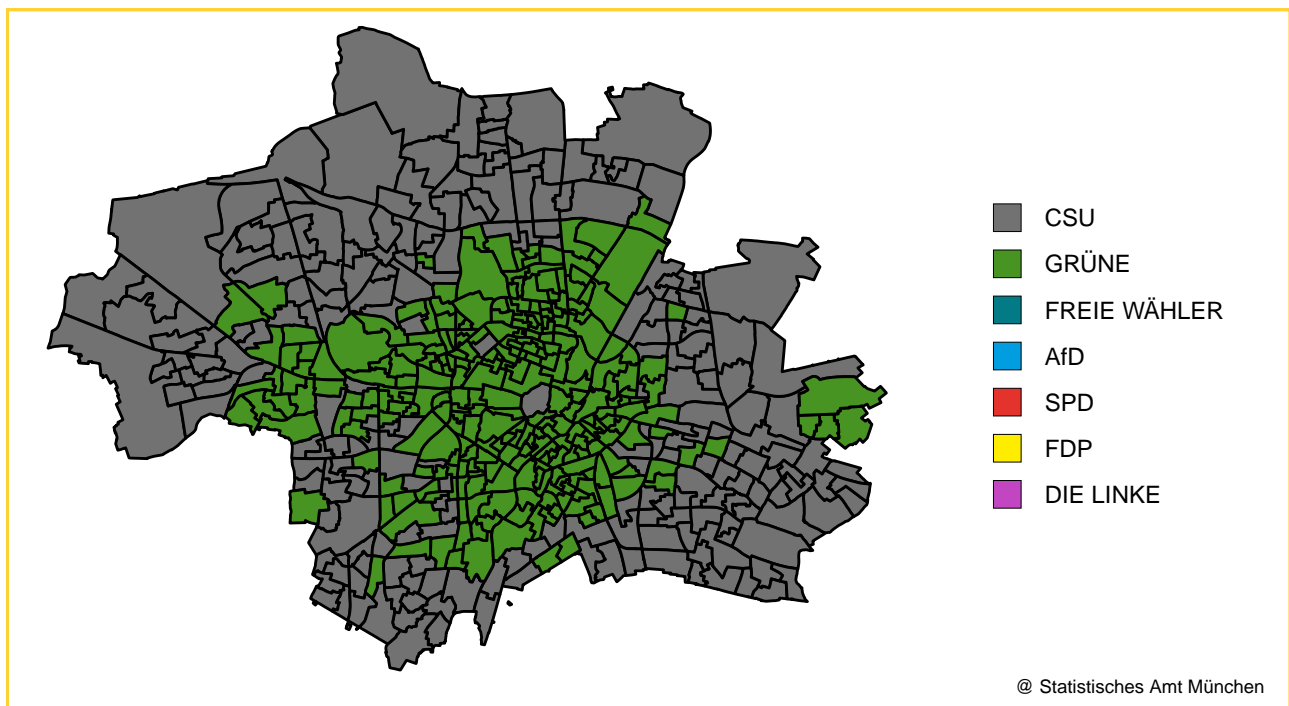 CSU
GRÜNE
FREIE WÄHLER
AfD
SPD
FDP
DIE LINKE
@ Statistisches Amt München